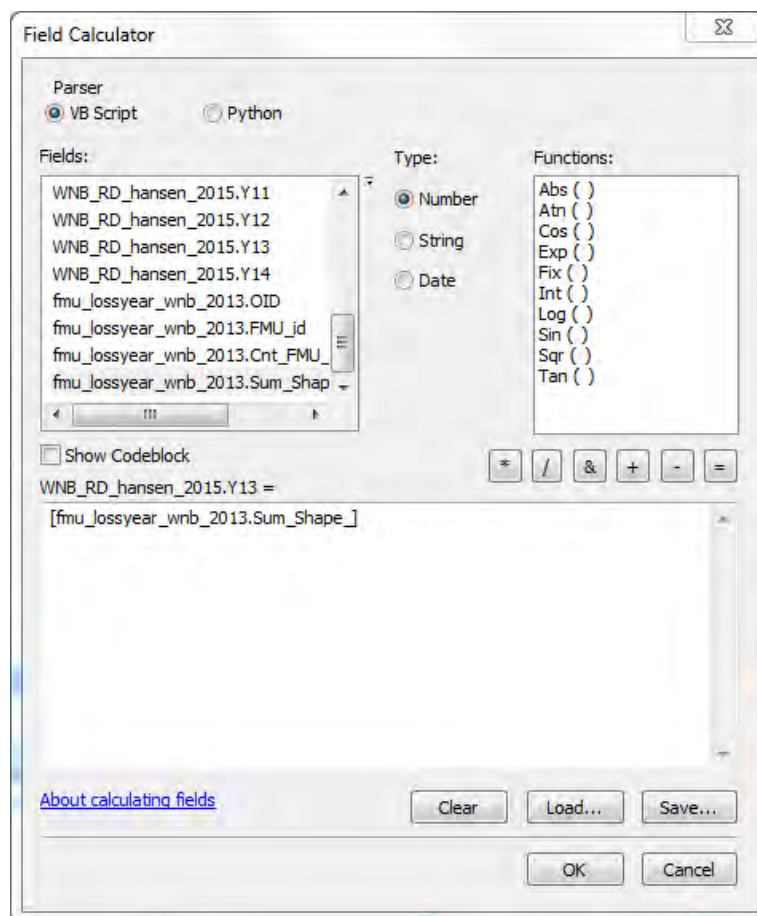 Field Calculator
Parser
VB Script
Python
Fields:
Type:
Functions:
WNB_RD_hansen_2015.Y11
WNB_RD_hansen_2015.Y12
WNB_RD_hansen_2015.Y13
WNB_RD_hansen_2015.Y14
fmu_lossyear_wnb_2013.OID
fmu_lossyear_wnb_2013.FMU_id
fmu_lossyear_wnb_2013.Cnt_FMU_
fmu_lossyear_wnb_2013.Sum_Shap
Number
String
Date
Abs ( )
Atn ( )
Cos ( )
Exp ( )
Fix ( )
Int ( )
Log ( )
Sin ( )
Sqr ( )
Tan ( )
Show Codeblock
* / & + - =
WNB_RD_hansen_2015.Y13 =
[fmu_lossyear_wnb_2013.Sum_Shape_]
About calculating fields
Clear
Load...
Save...
OK
Cancel